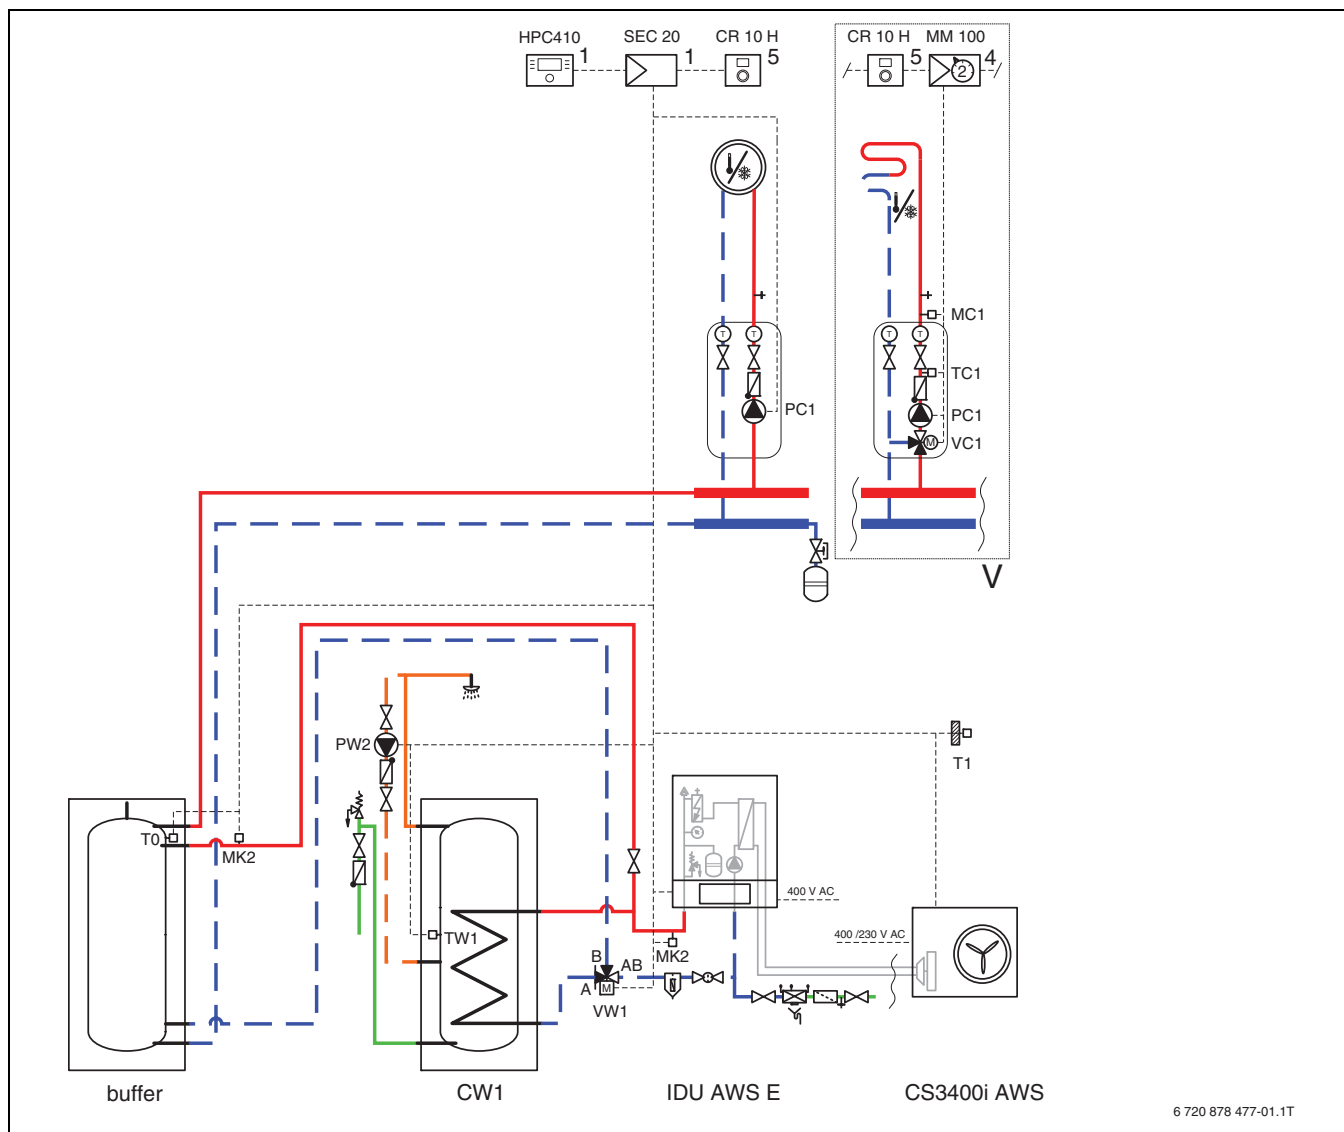 HPC410 SEC 20 CR 10 H CR 10 H MM 100
1 1 5 5 2 4
T T T T
MC1
TC1
PC1 PC1
M VC1
V
PW2
T1
T0
MK2
400 V AC
TW1
400 /230 V AC
B AB MK2
A M
VW1
buffer CW1 IDU AWS E CS3400i AWS
6 720 878 477-01.1T